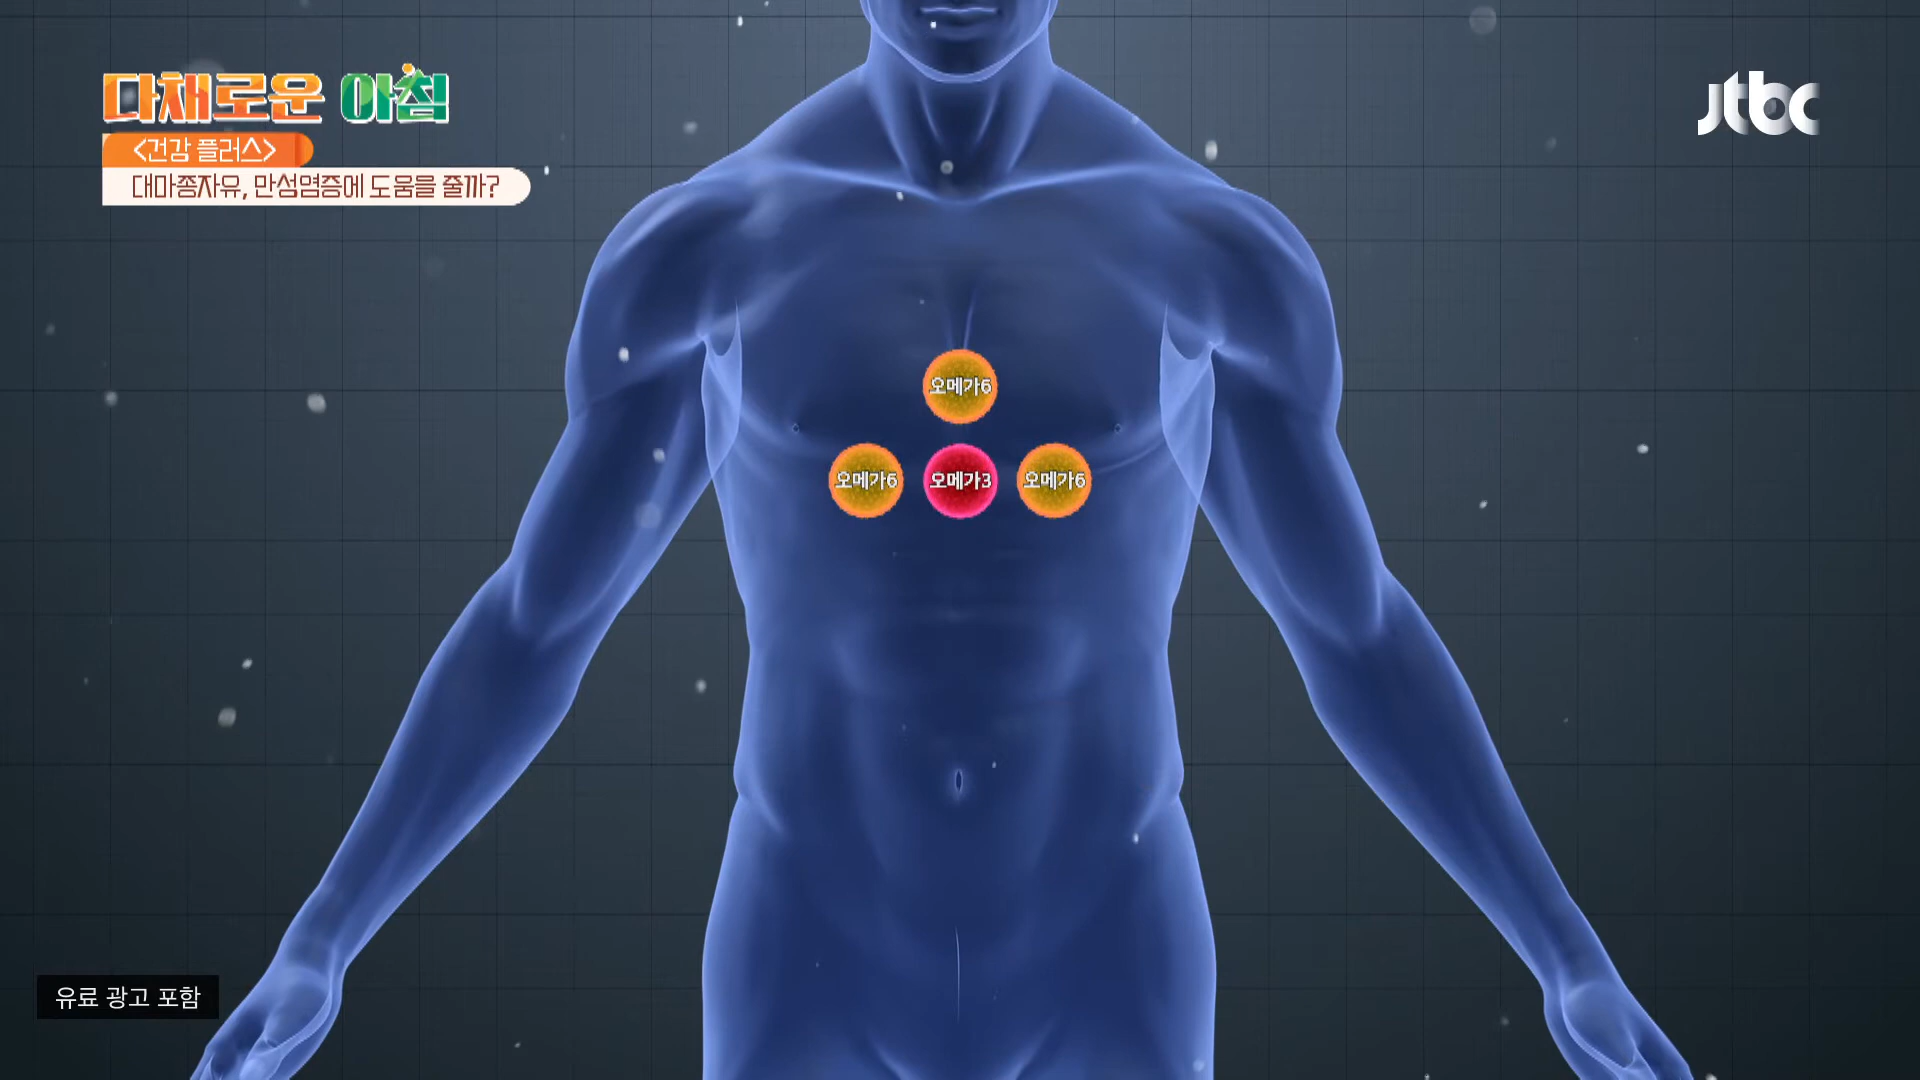 다채로운 아침
<건강 플러스>
대마종자유, 만성염증에 도움을 줄까?
jtbc
오메가6
오메가6
오메가3
오메가6
유료 광고 포함